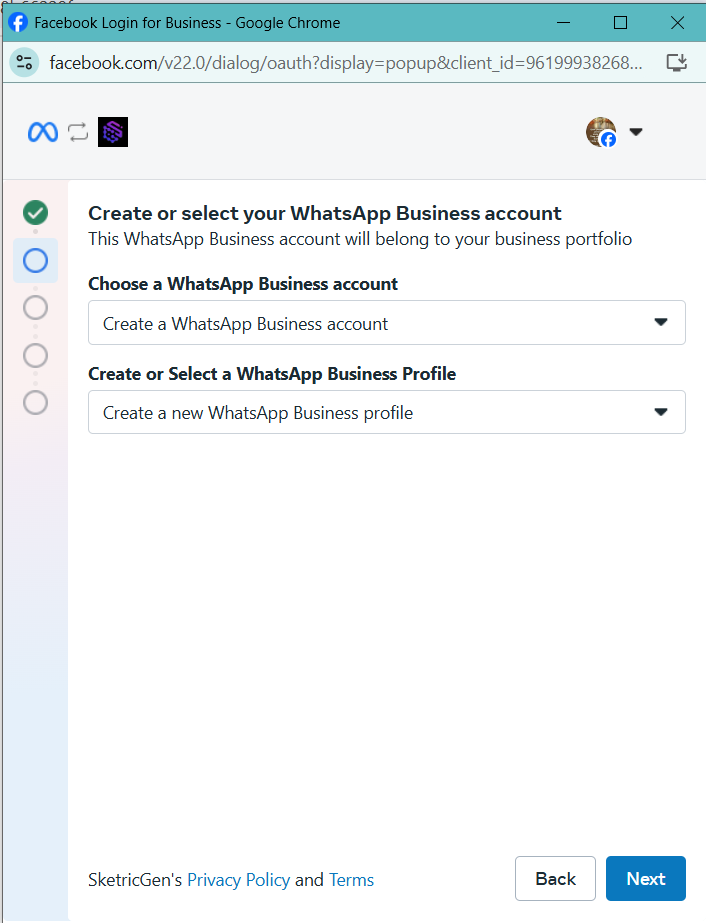 Facebook Login for Business - Google Chrome
facebook.com/v22.0/dialog/oauth?display=popup&client_id=96199938268...
Create or select your WhatsApp Business account
This WhatsApp Business account will belong to your business portfolio
Choose a WhatsApp Business account
Create a WhatsApp Business account
Create or Select a WhatsApp Business Profile
Create a new WhatsApp Business profile
SketricGen's Privacy Policy and Terms
Back
Next